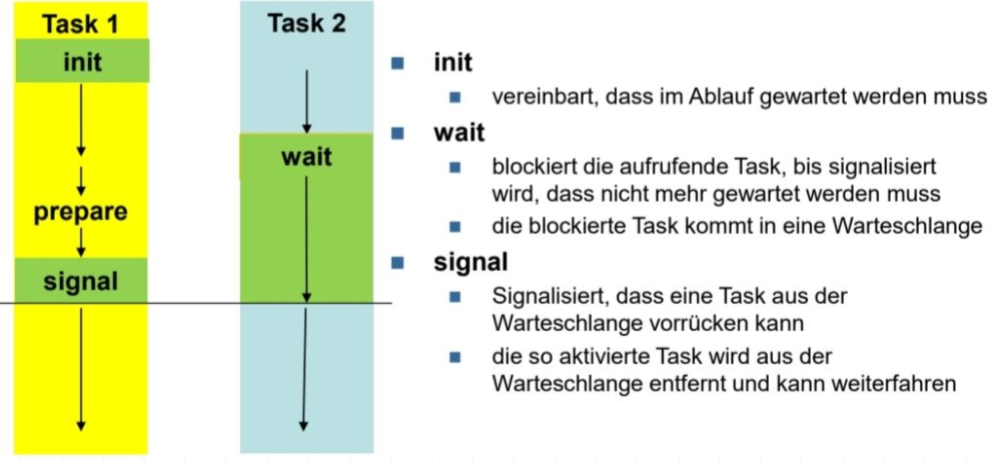 Task 1
init
prepare
signal
Task 2
wait
init
vereinbart, dass im Ablauf gewartet werden muss
wait
blockiert die aufrufende Task, bis signalisiert
wird, dass nicht mehr gewartet werden muss
die blockierte Task kommt in eine Warteschlange
signal
Signalisiert, dass eine Task aus der
Warteschlange vorrücken kann
die so aktivierte Task wird aus der
Warteschlange entfernt und kann weiterfahren